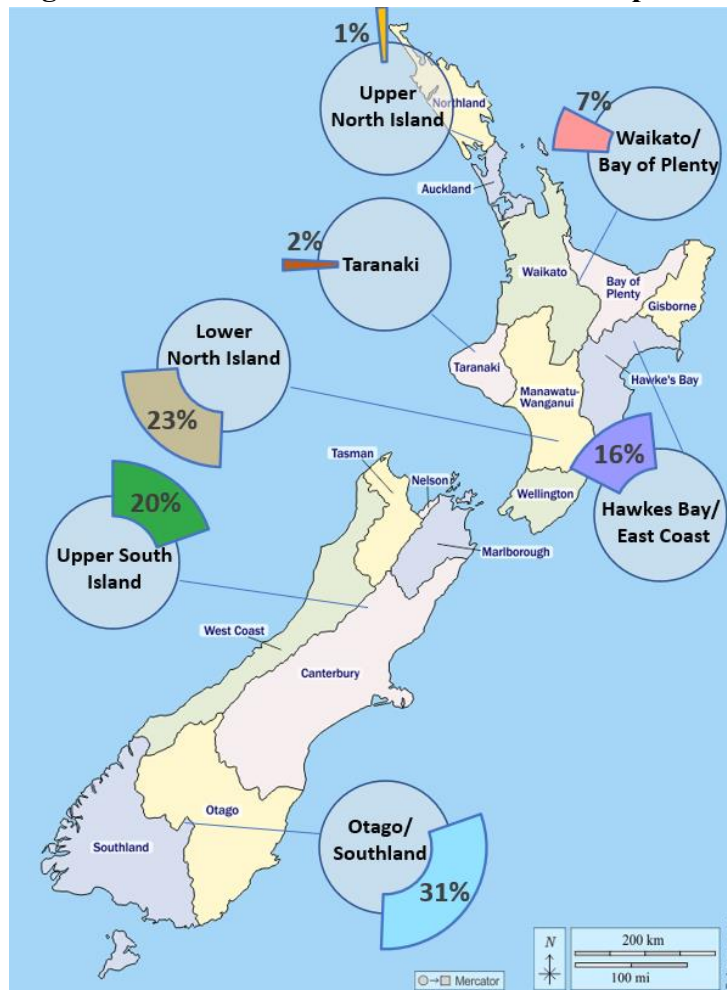 1%
Upper
North Island
Northland
7%
Waikato/
Bay of Plenty
Auckland
2%
Taranaki
Waikato
Bay of
Plenty
Gisborne
Lower
North Island
23%
Taranaki
Manawatu-
Wanganui
Hawke's Bay
16%
Hawkes Bay/
East Coast
Tasman
Nelson
Wellington
Marlborough
20%
Upper South
Island
West Coast
Canterbury
Otago
Southland
Otago/
Southland
31%
N
200 km
100 mi
Mercator